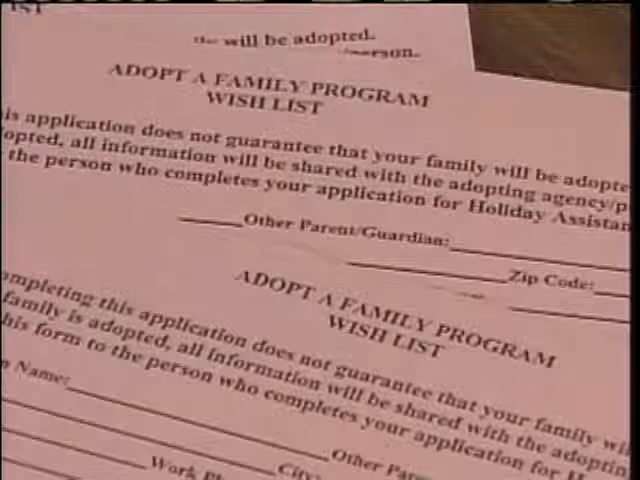 will be adopted.
ADOPT A FAMILY PROGRAM
WISH LIST
this application does not guarantee that your family will be adopte
opted, all information will be shared with the adopting agency/p
the person who completes your application for Holiday Assistan
Other Parent/Guardian:
Zip Code:
ADOPT A FAMILY PROGRAM
WISH LIST
ompleting this application does not guarantee that your family wi
family is adopted, all information will be shared with the adoptin
his form to the person who completes your application for H
n Name:
Other Par
Work Ph
City: